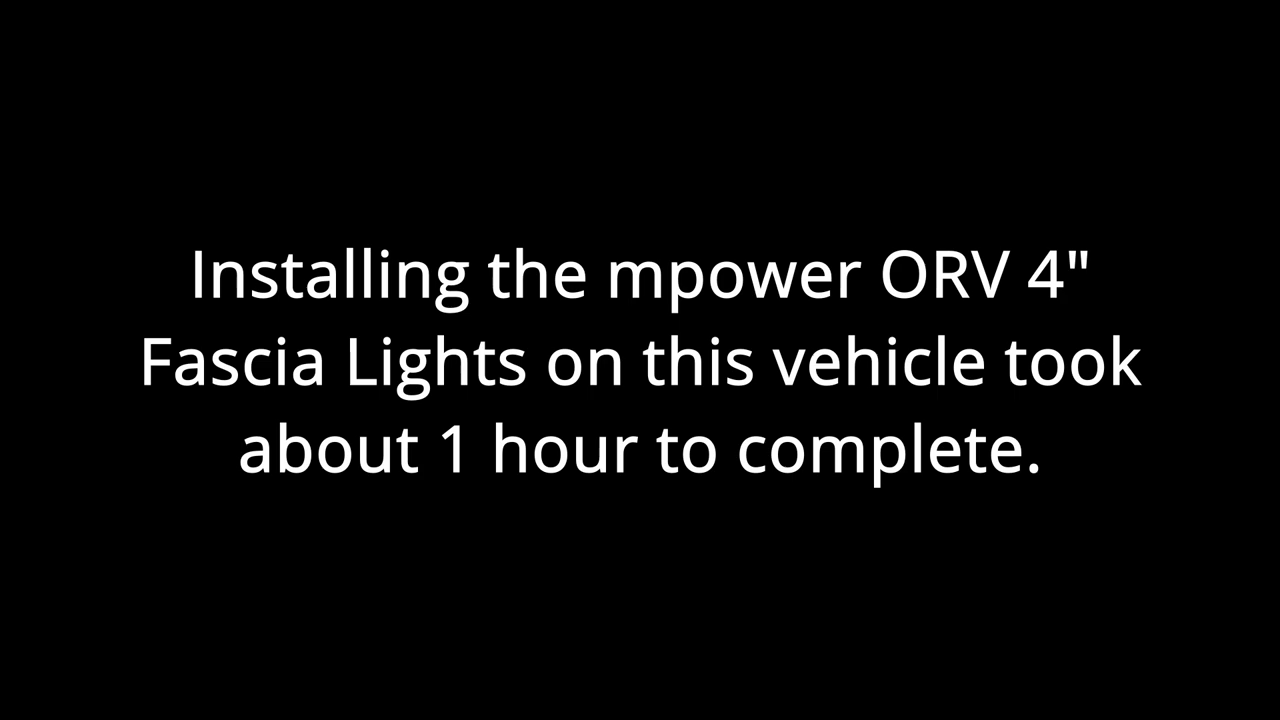 Installing the mpower ORV 4"
Fascia Lights on this vehicle took
about 1 hour to complete.